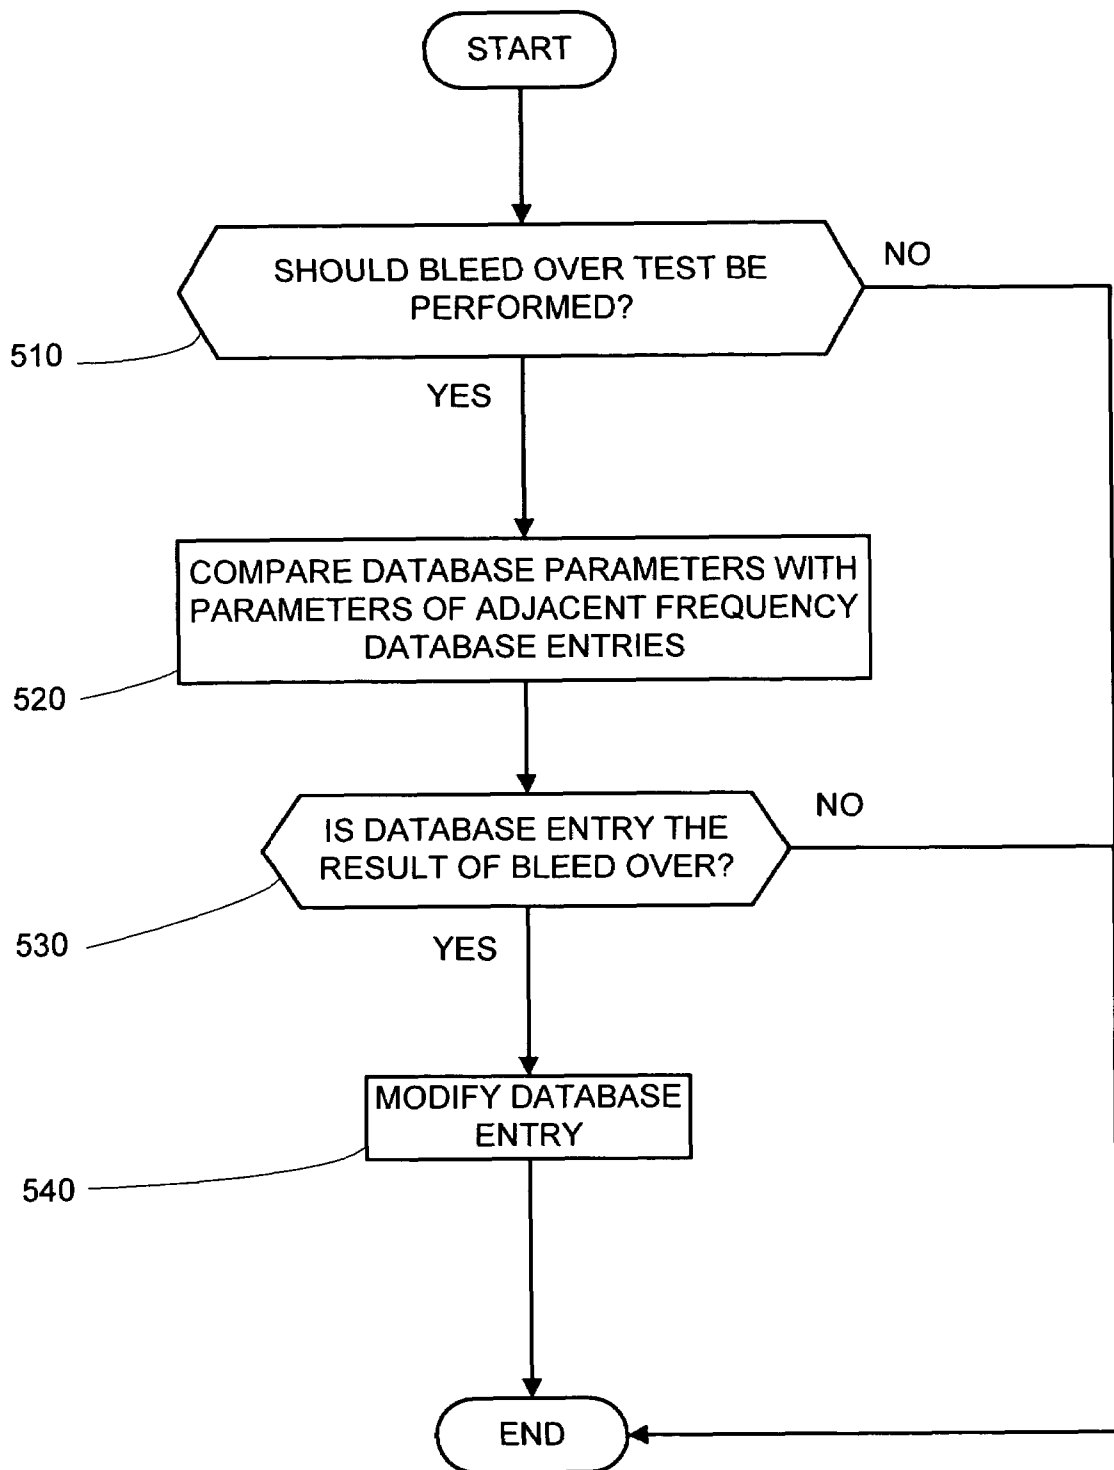 START
SHOULD BLEED OVER TEST BE
PERFORMED?
NO
510
YES
COMPARE DATABASE PARAMETERS WITH
PARAMETERS OF ADJACENT FREQUENCY
DATABASE ENTRIES
520
IS DATABASE ENTRY THE
RESULT OF BLEED OVER?
NO
530
YES
MODIFY DATABASE
ENTRY
540
END